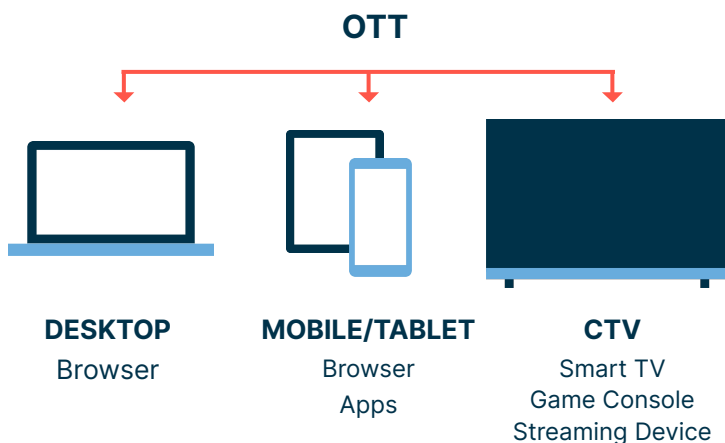 OTT
DESKTOP
Browser
MOBILE/TABLET
Browser
Apps
CTV
Smart TV
Game Console
Streaming Device